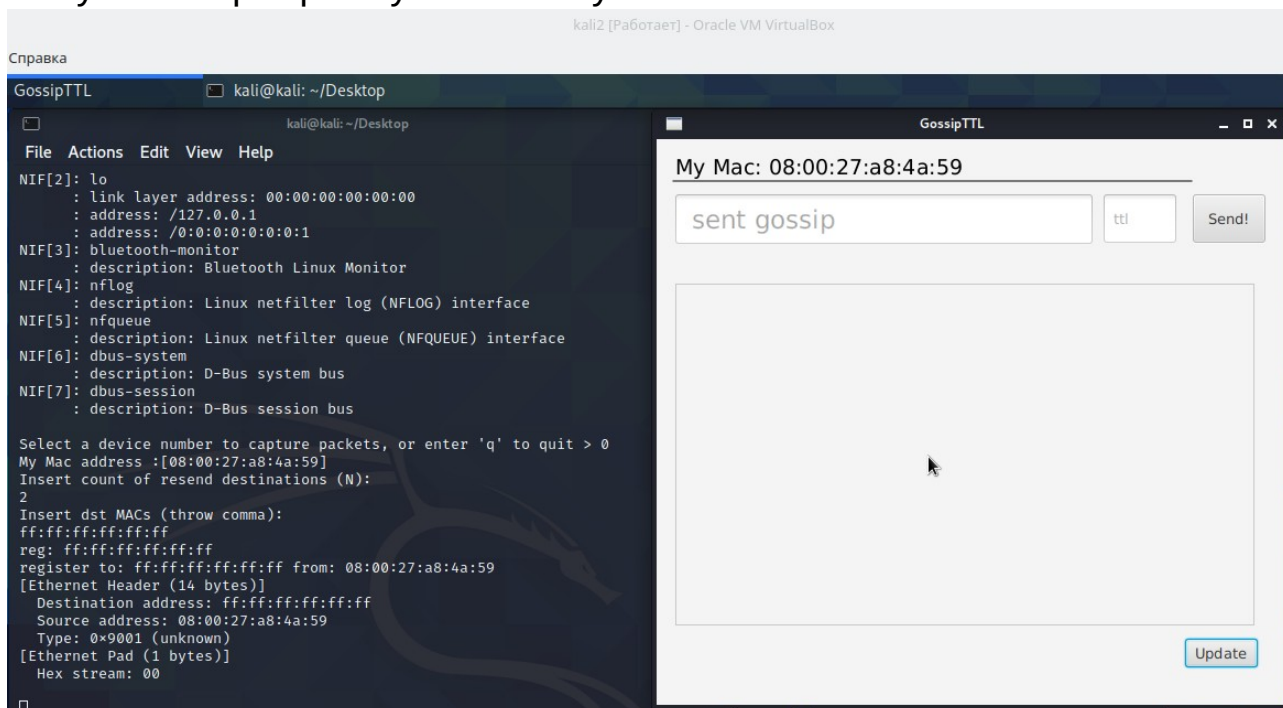 kali2 [Работает] - Oracle VM VirtualBox
Справка
GossipTTL
kali@kali: ~/Desktop
kali@kali: ~/Desktop
File Actions Edit View Help
NIF[2]: lo
: link layer address: 00:00:00:00:00:00
: address: /127.0.0.1
: address: /0:0:0:0:0:0:0:1
NIF[3]: bluetooth-monitor
: description: Bluetooth Linux Monitor
NIF[4]: nflog
: description: Linux netfilter log (NFLOG) interface
NIF[5]: nfqueue
: description: Linux netfilter queue (NFQUEUE) interface
NIF[6]: dbus-system
: description: D-Bus system bus
NIF[7]: dbus-session
: description: D-Bus session bus
Select a device number to capture packets, or enter 'q' to quit > 0
My Mac address :[08:00:27:a8:4a:59]
Insert count of resend destinations (N):
2
Insert dst MACs (throw comma):
ff:ff:ff:ff:ff:ff
reg: ff:ff:ff:ff:ff:ff
register to: ff:ff:ff:ff:ff:ff from: 08:00:27:a8:4a:59
[Ethernet Header (14 bytes)]
Destination address: ff:ff:ff:ff:ff:ff
Source address: 08:00:27:a8:4a:59
Type: 0×9001 (unknown)
[Ethernet Pad (1 bytes)]
Hex stream: 00
GossipTTL
My Mac: 08:00:27:a8:4a:59
sent gossip
ttl
Send!
Update